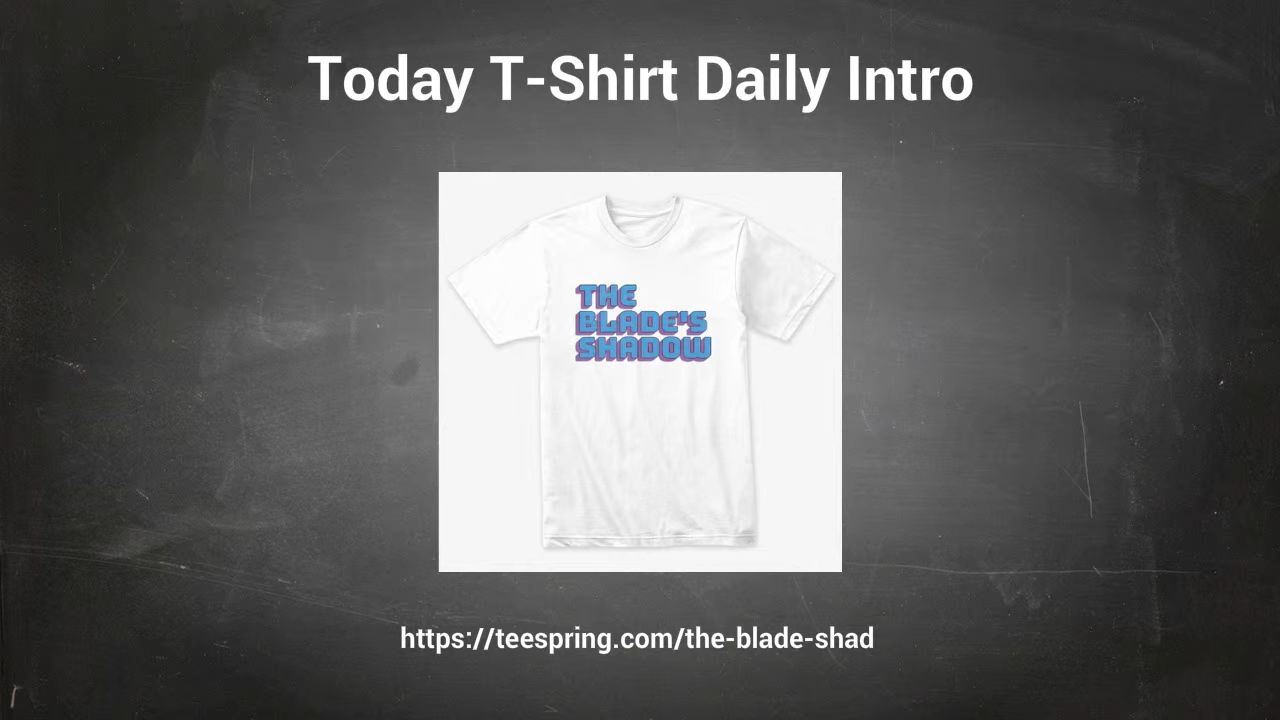 Today T-Shirt Daily Intro
THE
BLADE'S
SHADOW
https://teespring.com/the-blade-shad